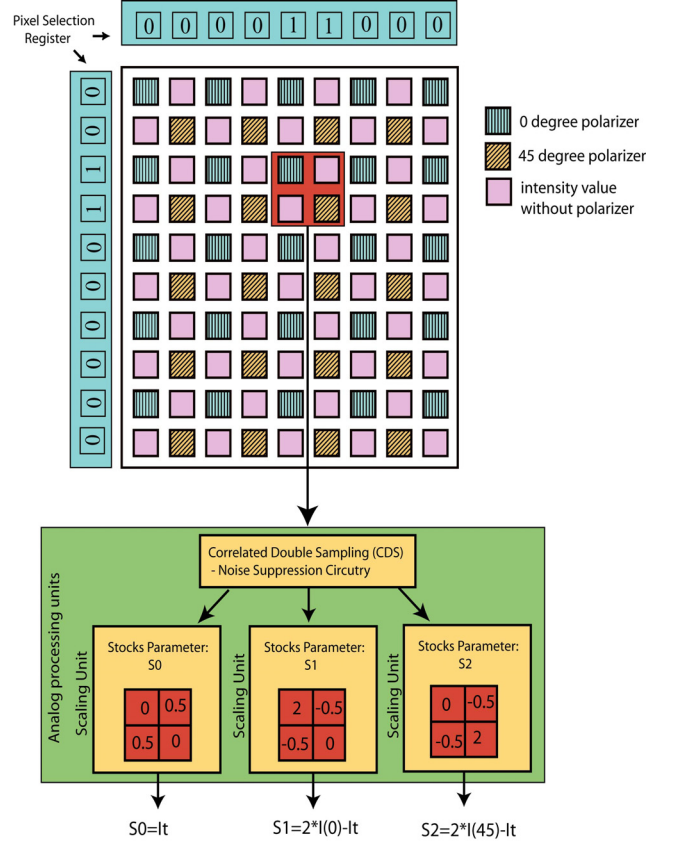 Pixel Selection
Register
0 0 0 0 1 1 0 0 0
0
0
1
1
0
0
0
0
0
0
0 degree polarizer
45 degree polarizer
intensity value
without polarizer
Analog processing units
Correlated Double Sampling (CDS)
- Noise Suppression Circutry
Scaling Unit
Stocks Parameter:
S0
0 0.5
0.5 0
Scaling Unit
Stocks Parameter:
S1
2 -0.5
-0.5 0
Scaling Unit
Stocks Parameter:
S2
0 -0.5
-0.5 2
S0=It
S1=2*I(0)-It
S2=2*I(45)-It